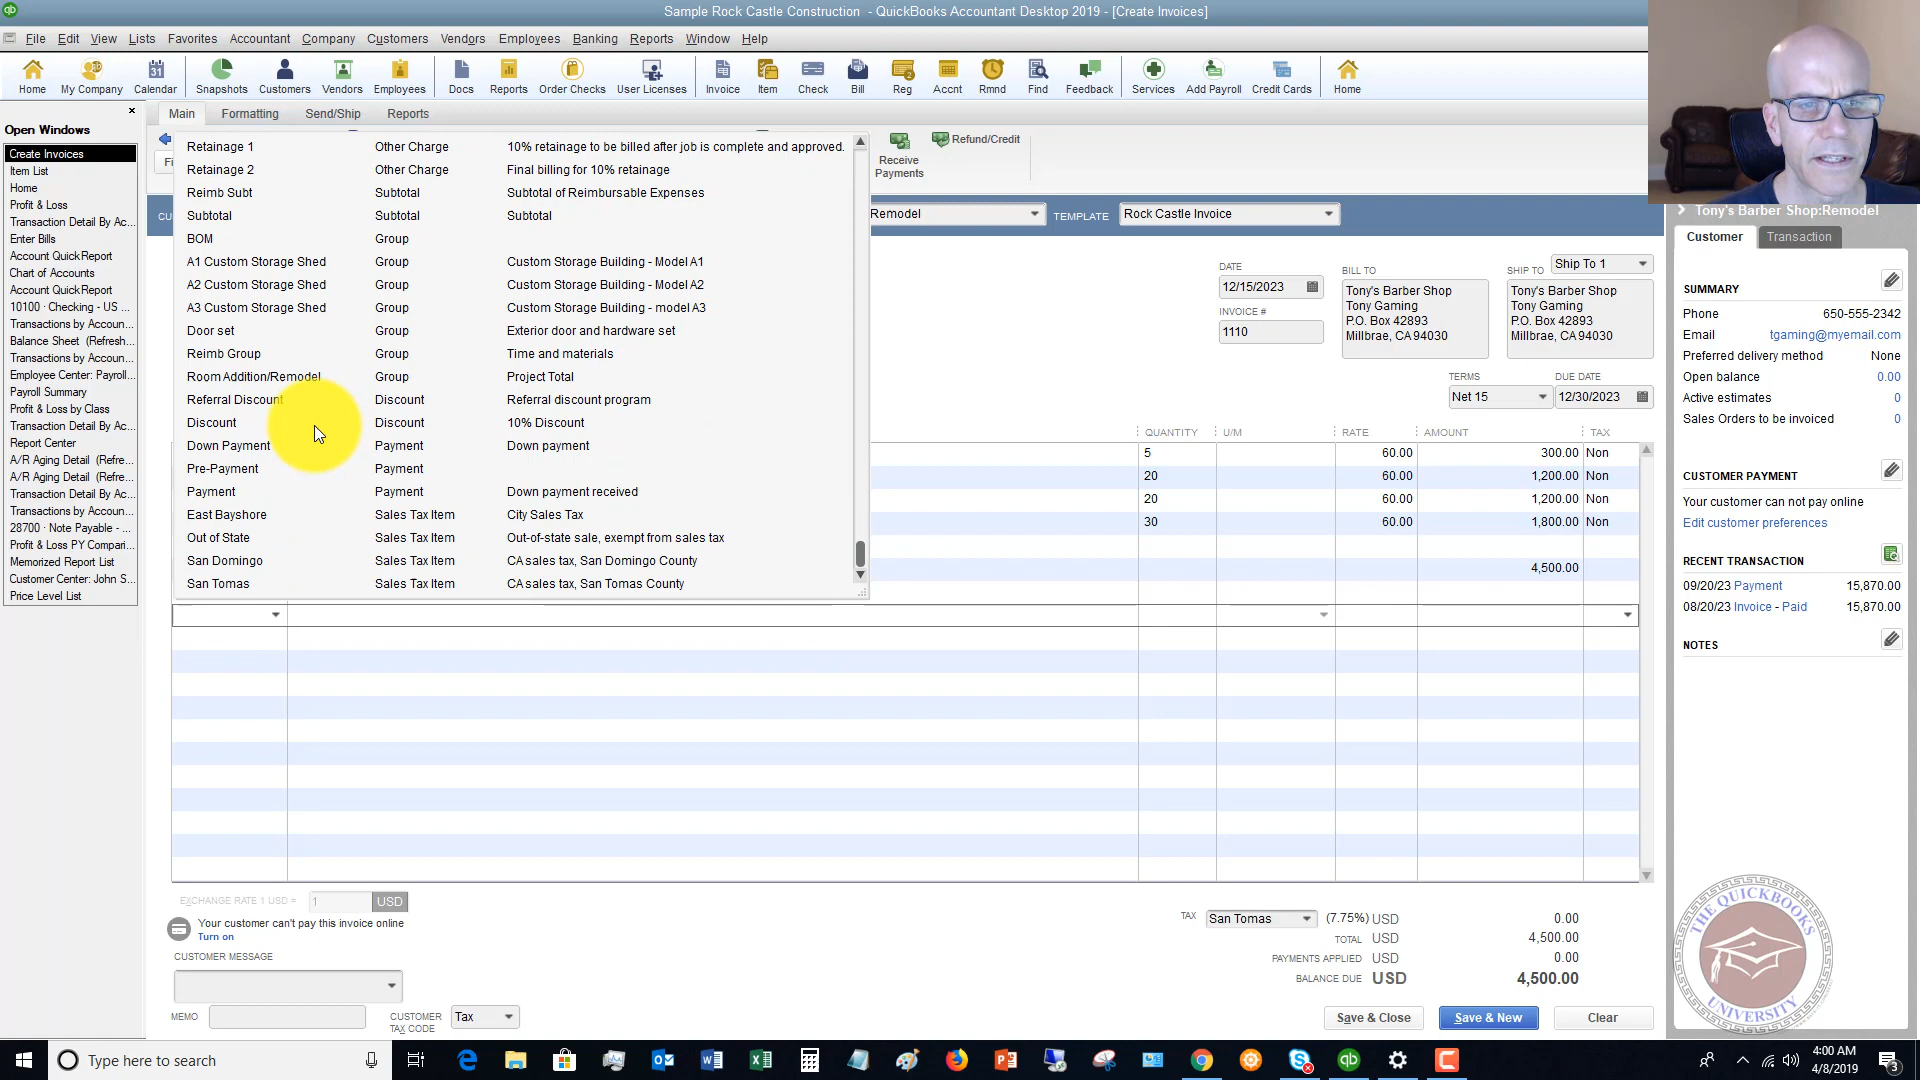 Sample Rock Castle Construction - QuickBooks Accountant Desktop 2019 - [Create Invoices]
File Edit View Lists Favorites Accountant Company Customers Vendors Employees Banking Reports Window Help
Home My Company Calendar Snapshots Customers Vendors Employees Docs Reports Order Checks User Licenses Invoice Item Check Bill Reg Accnt Rmnd Find Feedback Services Add Payroll Credit Cards Home
Open Windows
Create Invoices
Item List
Home
Profit & Loss
Transaction Detail By Ac...
Enter Bills
Account QuickReport
Chart of Accounts
Account QuickReport
10100 · Checking - US ...
Transactions by Accoun...
Balance Sheet (Refresh...
Transactions by Accoun...
Employee Center: Payroll...
Payroll Summary
Profit & Loss by Class
Transaction Detail By Ac...
Report Center
A/R Aging Detail (Refre...
A/R Aging Detail (Refre...
Transaction Detail By Ac...
Transactions by Accoun...
28700 · Note Payable - ...
Profit & Loss PY Compari...
Memorized Report List
Customer Center: John S...
Price Level List
Main Formatting Send/Ship Reports
Fi
Receive
Payments
Refund/Credit
CU
Remodel TEMPLATE Rock Castle Invoice
Retainage 1 Other Charge 10% retainage to be billed after job is complete and approved.
Retainage 2 Other Charge Final billing for 10% retainage
Reimb Subt Subtotal Subtotal of Reimbursable Expenses
Subtotal Subtotal Subtotal
BOM Group
A1 Custom Storage Shed Group Custom Storage Building - Model A1
A2 Custom Storage Shed Group Custom Storage Building - Model A2
A3 Custom Storage Shed Group Custom Storage Building - model A3
Door set Group Exterior door and hardware set
Reimb Group Group Time and materials
Room Addition/Remodel Group Project Total
Referral Discount Discount Referral discount program
Discount Discount 10% Discount
Down Payment Payment Down payment
Pre-Payment Payment
Payment Payment Down payment received
East Bayshore Sales Tax Item City Sales Tax
Out of State Sales Tax Item Out-of-state sale, exempt from sales tax
San Domingo Sales Tax Item CA sales tax, San Domingo County
San Tomas Sales Tax Item CA sales tax, San Tomas County
DATE
12/15/2023
INVOICE #
1110
BILL TO
Tony's Barber Shop
Tony Gaming
P.O. Box 42893
Millbrae, CA 94030
SHIP TO Ship To 1
Tony's Barber Shop
Tony Gaming
P.O. Box 42893
Millbrae, CA 94030
TERMS DUE DATE
Net 15 12/30/2023
QUANTITY U/M RATE AMOUNT TAX
5 60.00 300.00 Non
20 60.00 1,200.00 Non
20 60.00 1,200.00 Non
30 60.00 1,800.00 Non
4,500.00
EXCHANGE RATE 1 USD = 1 USD
Your customer can't pay this invoice online
Turn on
CUSTOMER MESSAGE
MEMO CUSTOMER
TAX CODE
Tax
TAX San Tomas (7.75%) USD 0.00
TOTAL USD 4,500.00
PAYMENTS APPLIED USD 0.00
BALANCE DUE USD 4,500.00
Save & Close Save & New Clear
Tony's Barber Shop:Remodel
Customer Transaction
SUMMARY
Phone 650-555-2342
Email tgaming@myemail.com
Preferred delivery method None
Open balance 0.00
Active estimates 0
Sales Orders to be invoiced 0
CUSTOMER PAYMENT
Your customer can not pay online
Edit customer preferences
RECENT TRANSACTION
09/20/23 Payment 15,870.00
08/20/23 Invoice - Paid 15,870.00
NOTES
THE QUICKBOOKS
UNIVERSITY
Type here to search
4:00 AM
4/8/2019
3